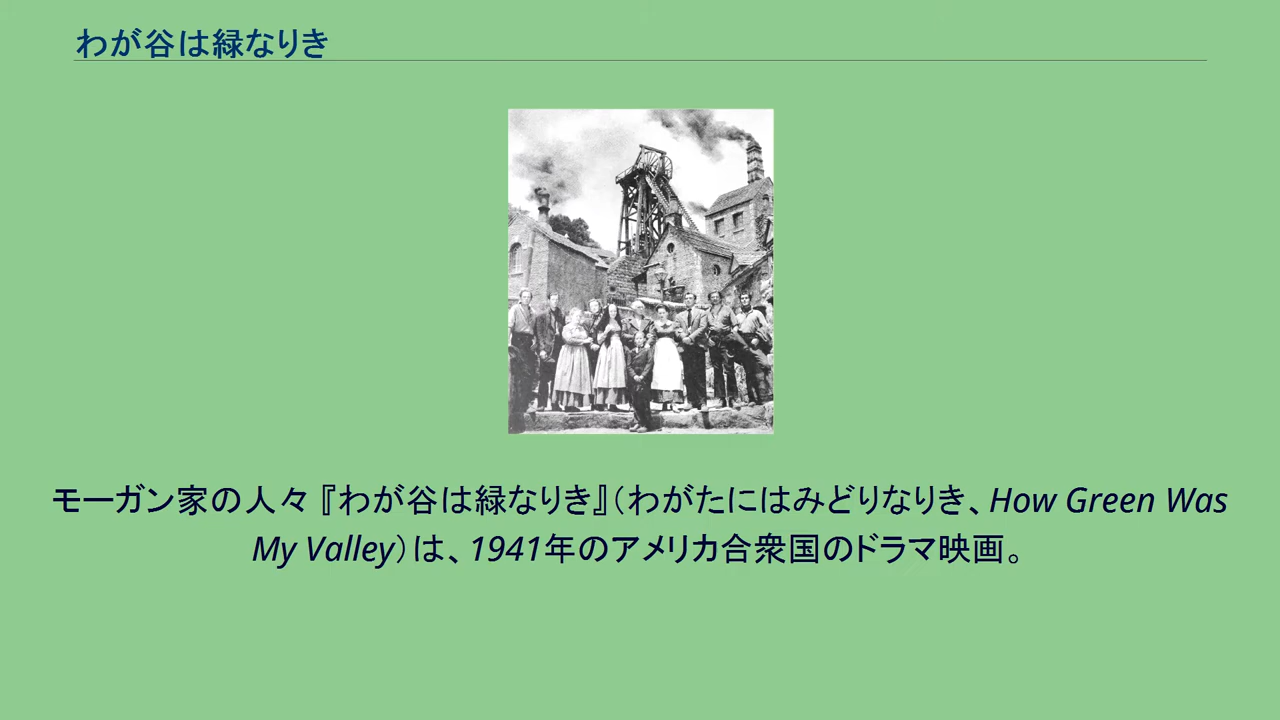 わが谷は緑なりき
モーガン家の人々『わが谷は緑なりき』（わがたにはみどりなりき、How Green Was
My Valley）は、1941年のアメリカ合衆国のドラマ映画。